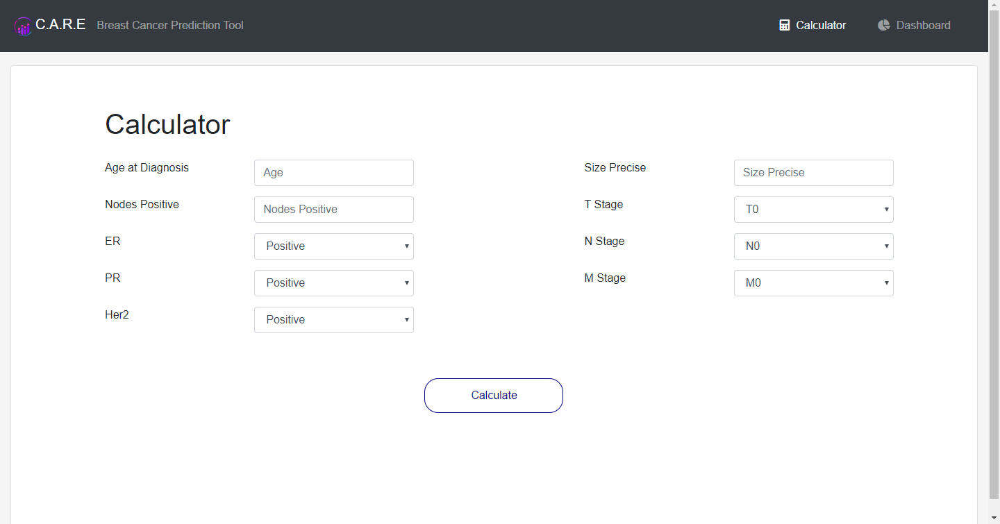 C.A.R.E Breast Cancer Prediction Tool Calculator Dashboard
Calculator
Age at Diagnosis Age Size Precise Size Precise
Nodes Positive Nodes Positive T Stage T0
ER Positive N Stage N0
PR Positive M Stage M0
Her2 Positive
Calculate